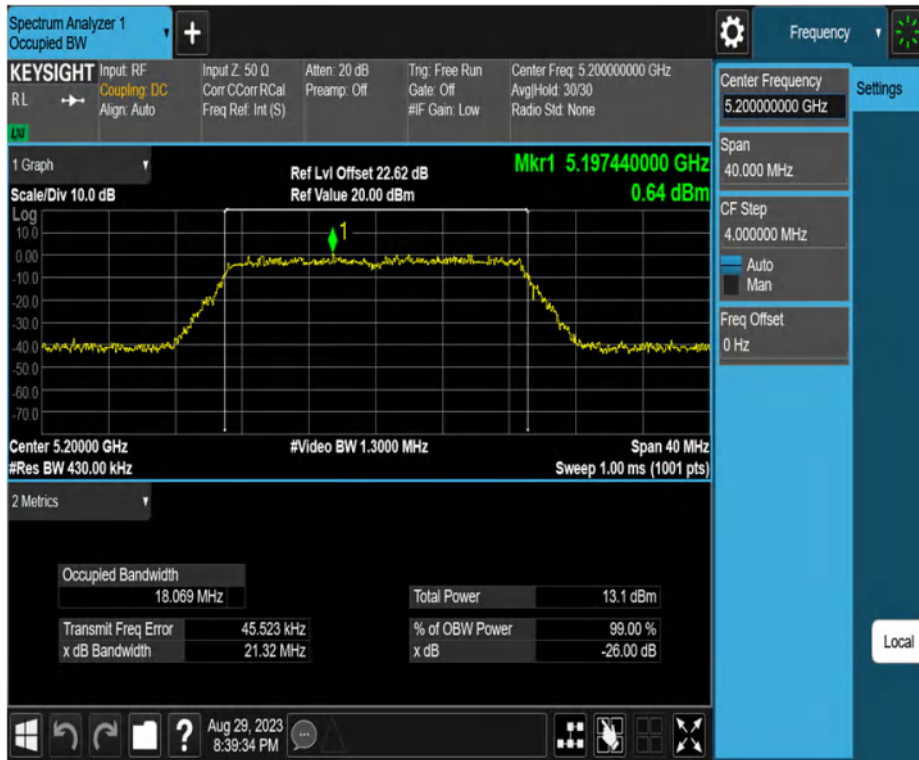 Spectrum Analyzer 1
Occupied BW
+
Frequency
KEYSIGHT Input: RF Input Z: 50 Ω Atten: 20 dB Trig: Free Run Center Freq: 5.200000000 GHz
RL Coupling: DC Corr CCorr RCal Preamp: Off Gate: Off Avg|Hold: 30/30
Align: Auto Freq Ref: Int (S) #IF Gain: Low Radio Std: None
LXI
Center Frequency
5.200000000 GHz
Settings
Span
40.000 MHz
CF Step
4.000000 MHz
Auto
Man
Freq Offset
0 Hz
Local
1 Graph
Ref Lvl Offset 22.62 dB Mkr1 5.197440000 GHz
Scale/Div 10.0 dB Ref Value 20.00 dBm 0.64 dBm
Log
10.0
1
0.00
-10.0
-20.0
-30.0
-40.0
-50.0
-60.0
-70.0
Center 5.20000 GHz #Video BW 1.3000 MHz Span 40 MHz
#Res BW 430.00 kHz Sweep 1.00 ms (1001 pts)
2 Metrics
Occupied Bandwidth
18.069 MHz Total Power 13.1 dBm
Transmit Freq Error 45.523 kHz % of OBW Power 99.00 %
x dB Bandwidth 21.32 MHz x dB -26.00 dB
? Aug 29, 2023
8:39:34 PM